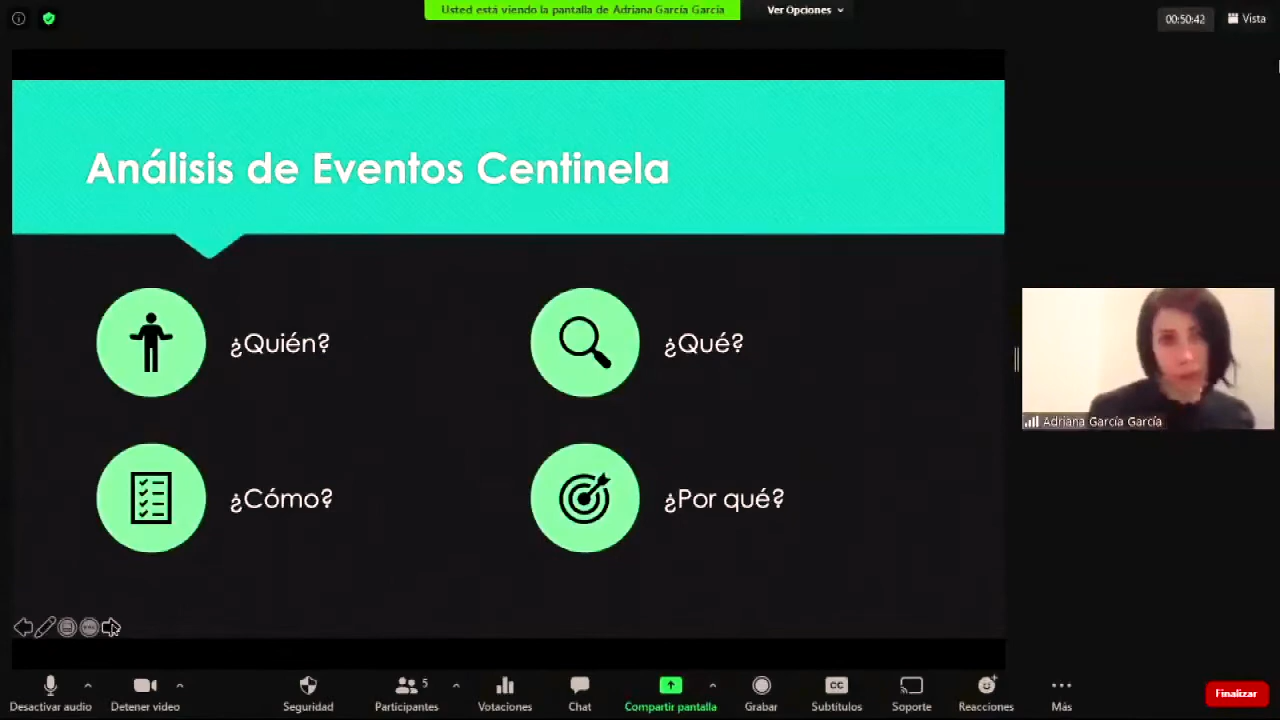 Usted está viendo la pantalla de Adriana García García
Ver Opciones
00:50:42
Vista
Análisis de Eventos Centinela
¿Quién?
¿Qué?
¿Cómo?
¿Por qué?
Adriana García García
5
CC
Desactivar audio
Detener video
Seguridad
Participantes
Votaciones
Chat
Compartir pantalla
Grabar
Subtítulos
Soporte
Reacciones
Más
Finalizar